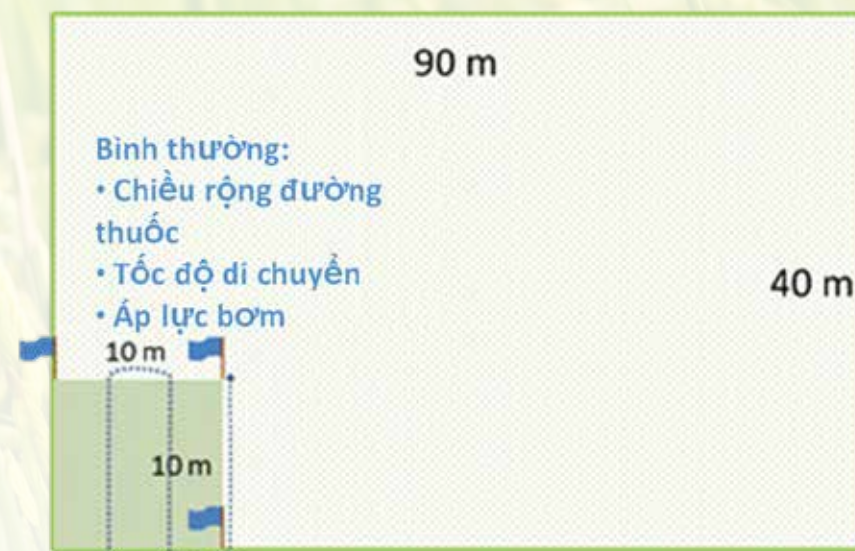 90 m
Bình thường:
• Chiều rộng đường
thuốc
• Tốc độ di chuyển
• Áp lực bơm
40 m
10 m
10 m